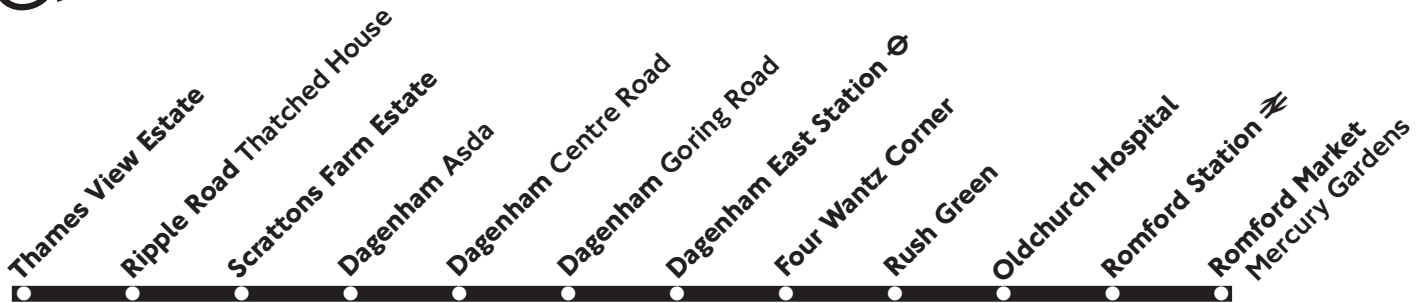 Thames View Estate
Ripple Road Thatched House
Scrattons Farm Estate
Dagenham Asda
Dagenham Centre Road
Dagenham Goring Road
Dagenham East Station
Four Wantz Corner
Rush Green
Oldchurch Hospital
Romford Station
Romford Market
Mercury Gardens